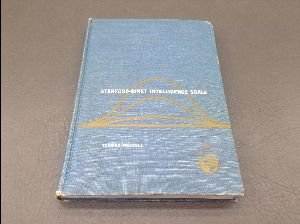 STANFORD-BINET INTELLIGENCE SCALE
TERMAN/MERRILL